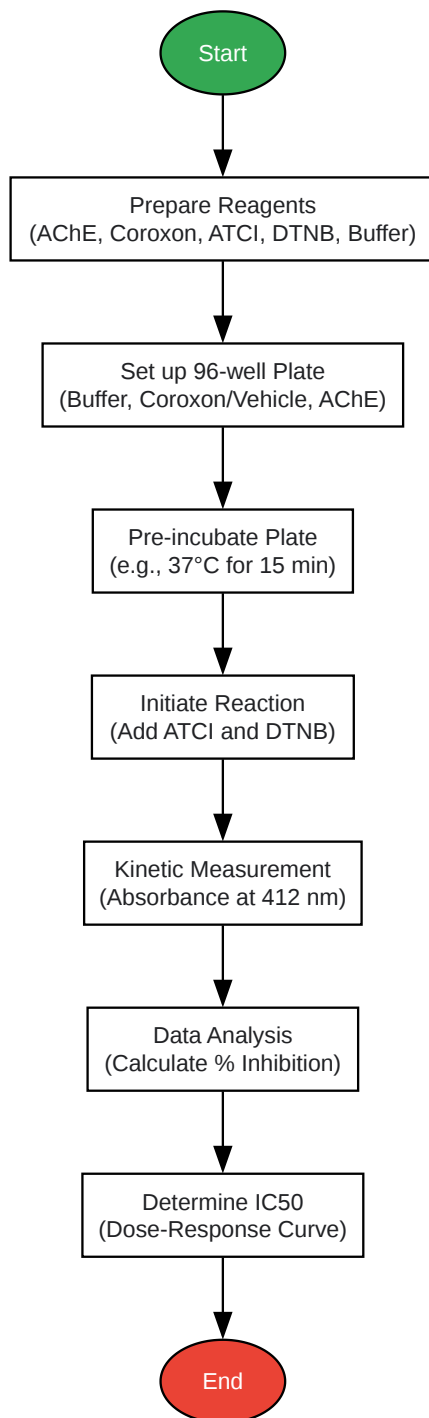 Start
Prepare Reagents
(AChE, Coroxon, ATCI, DTNB, Buffer)
Set up 96-well Plate
(Buffer, Coroxon/Vehicle, AChE)
Pre-incubate Plate
(e.g., 37°C for 15 min)
Initiate Reaction
(Add ATCI and DTNB)
Kinetic Measurement
(Absorbance at 412 nm)
Data Analysis
(Calculate % Inhibition)
Determine IC50
(Dose-Response Curve)
End